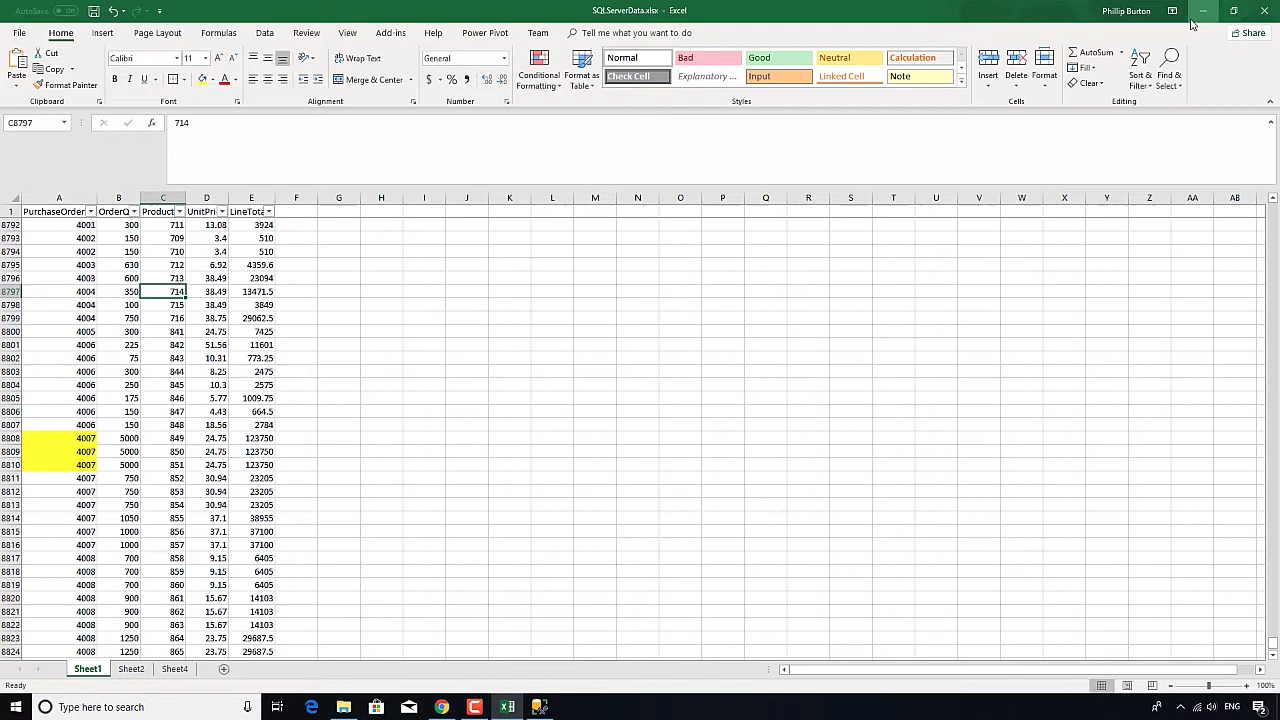 AutoSave Off SQLServerData.xlsx - Excel Phillip Burton
File Home Insert Page Layout Formulas Data Review View Add-ins Help Power Pivot Team Tell me what you want to do Share
Paste Cut Copy Format Painter Clipboard
Calibri 11 B I U Font
Wrap Text Merge & Center Alignment
General $ % , Number
Conditional Formatting Format as Table
Normal Bad Good Neutral Calculation
Check Cell Explanatory ... Input Linked Cell Note
Styles
Insert Delete Format Cells
AutoSum Fill Clear Sort & Filter Find & Select Editing
C8797 fx 714
A B C D E F G H I J K L M N O P Q R S T U V W X Y Z AA AB
1 PurchaseOrder OrderQ Product UnitPri LineTota
8792 4001 300 711 13.08 3924
8793 4002 150 709 3.4 510
8794 4002 150 710 3.4 510
8795 4003 630 712 6.92 4359.6
8796 4003 600 713 38.49 23094
8797 4004 350 714 38.49 13471.5
8798 4004 100 715 38.49 3849
8799 4004 750 716 38.75 29062.5
8800 4005 300 841 24.75 7425
8801 4006 225 842 51.56 11601
8802 4006 75 843 10.31 773.25
8803 4006 300 844 8.25 2475
8804 4006 250 845 10.3 2575
8805 4006 175 846 5.77 1009.75
8806 4006 150 847 4.43 664.5
8807 4006 150 848 18.56 2784
8808 4007 5000 849 24.75 123750
8809 4007 5000 850 24.75 123750
8810 4007 5000 851 24.75 123750
8811 4007 750 852 30.94 23205
8812 4007 750 853 30.94 23205
8813 4007 750 854 30.94 23205
8814 4007 1050 855 37.1 38955
8815 4007 1000 856 37.1 37100
8816 4007 1000 857 37.1 37100
8817 4008 700 858 9.15 6405
8818 4008 700 859 9.15 6405
8819 4008 700 860 9.15 6405
8820 4008 900 861 15.67 14103
8821 4008 900 862 15.67 14103
8822 4008 900 863 15.67 14103
8823 4008 1250 864 23.75 29687.5
8824 4008 1250 865 23.75 29687.5
Sheet1 Sheet2 Sheet4
Ready 100%
Type here to search ENG